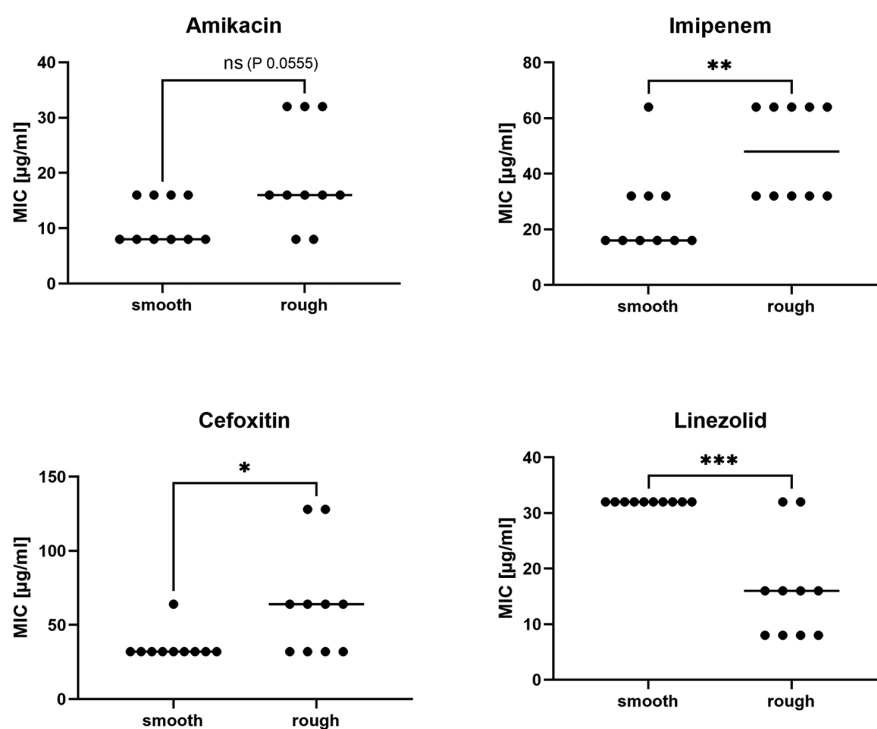 Amikacin
ns (P 0.0555)
40
30
20
10
0
MIC [µg/ml]
smooth
rough
Imipenem
**
80
60
40
20
0
MIC [µg/ml]
smooth
rough
Cefoxitin
*
150
100
50
0
MIC [µg/ml]
smooth
rough
Linezolid
***
40
30
20
10
0
MIC [µg/ml]
smooth
rough